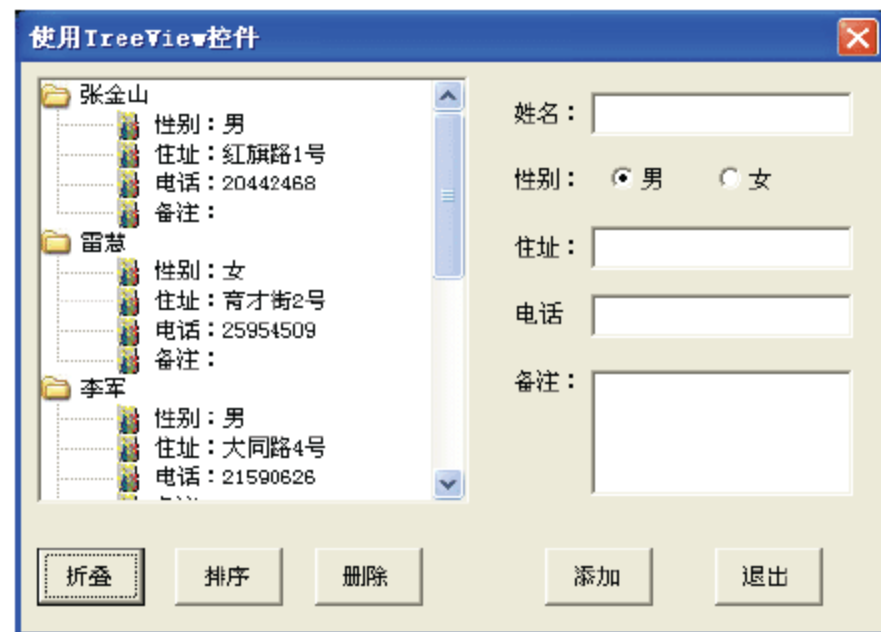 使用TreeView控件
张金山
性别：男
住址：红旗路1号
电话：20442468
备注：
雷慧
性别：女
住址：育才街2号
电话：25954509
备注：
李军
性别：男
住址：大同路4号
电话：21590626
姓名：
性别： 男 女
住址：
电话
备注：
折叠 排序 删除 添加 退出